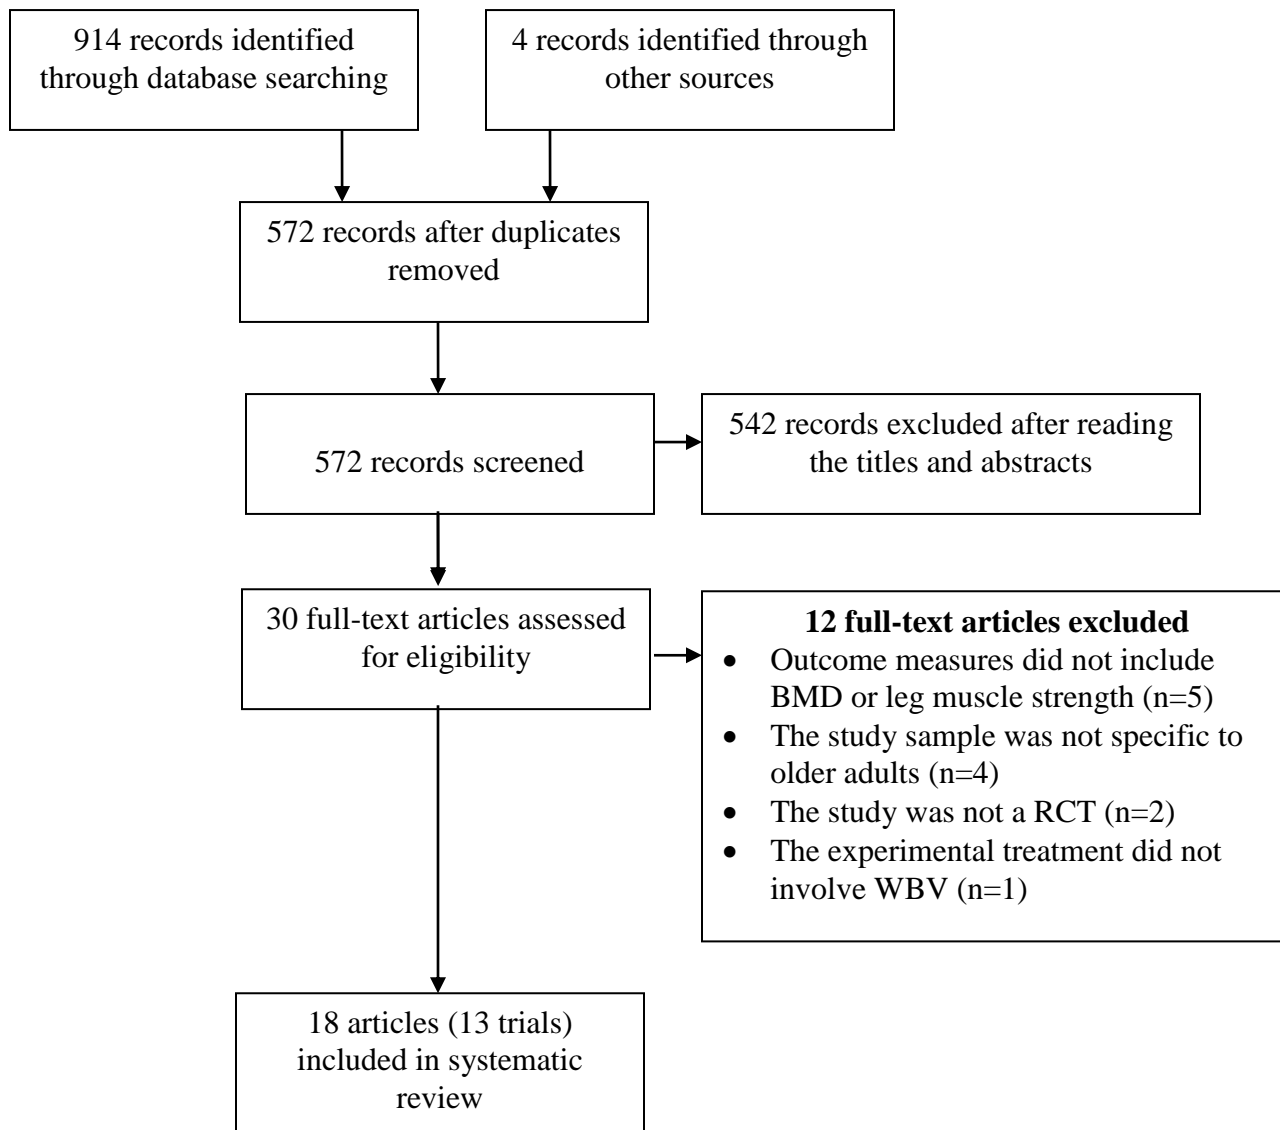 914 records identified
through database searching
4 records identified through
other sources
572 records after duplicates
removed
572 records screened
542 records excluded after reading
the titles and abstracts
30 full-text articles assessed
for eligibility
12 full-text articles excluded
• Outcome measures did not include
BMD or leg muscle strength (n=5)
• The study sample was not specific to
older adults (n=4)
• The study was not a RCT (n=2)
• The experimental treatment did not
involve WBV (n=1)
18 articles (13 trials)
included in systematic
review